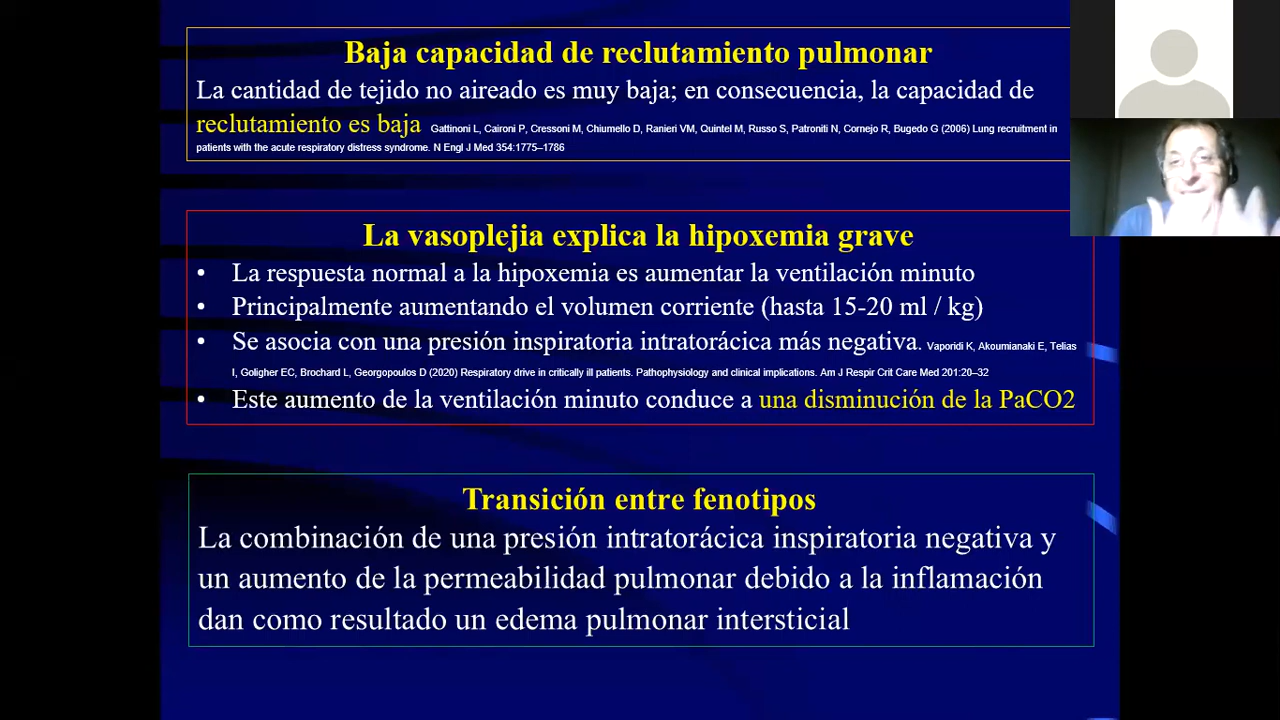 Baja capacidad de reclutamiento pulmonar
La cantidad de tejido no aireado es muy baja; en consecuencia, la capacidad de
reclutamiento es baja Gattinoni L, Caironi P, Cressoni M, Chiumello D, Ranieri VM, Quintel M, Russo S, Patroniti N, Cornejo R, Bugedo G (2006) Lung recruitment in
patients with the acute respiratory distress syndrome. N Engl J Med 354:1775–1786
La vasoplejia explica la hipoxemia grave
• La respuesta normal a la hipoxemia es aumentar la ventilación minuto
• Principalmente aumentando el volumen corriente (hasta 15-20 ml / kg)
• Se asocia con una presión inspiratoria intratorácica más negativa. Vaporidi K, Akoumianaki E, Telias
I, Goligher EC, Brochard L, Georgopoulos D (2020) Respiratory drive in critically ill patients. Pathophysiology and clinical implications. Am J Respir Crit Care Med 201:20–32
• Este aumento de la ventilación minuto conduce a una disminución de la PaCO2
Transición entre fenotipos
La combinación de una presión intratorácica inspiratoria negativa y
un aumento de la permeabilidad pulmonar debido a la inflamación
dan como resultado un edema pulmonar intersticial